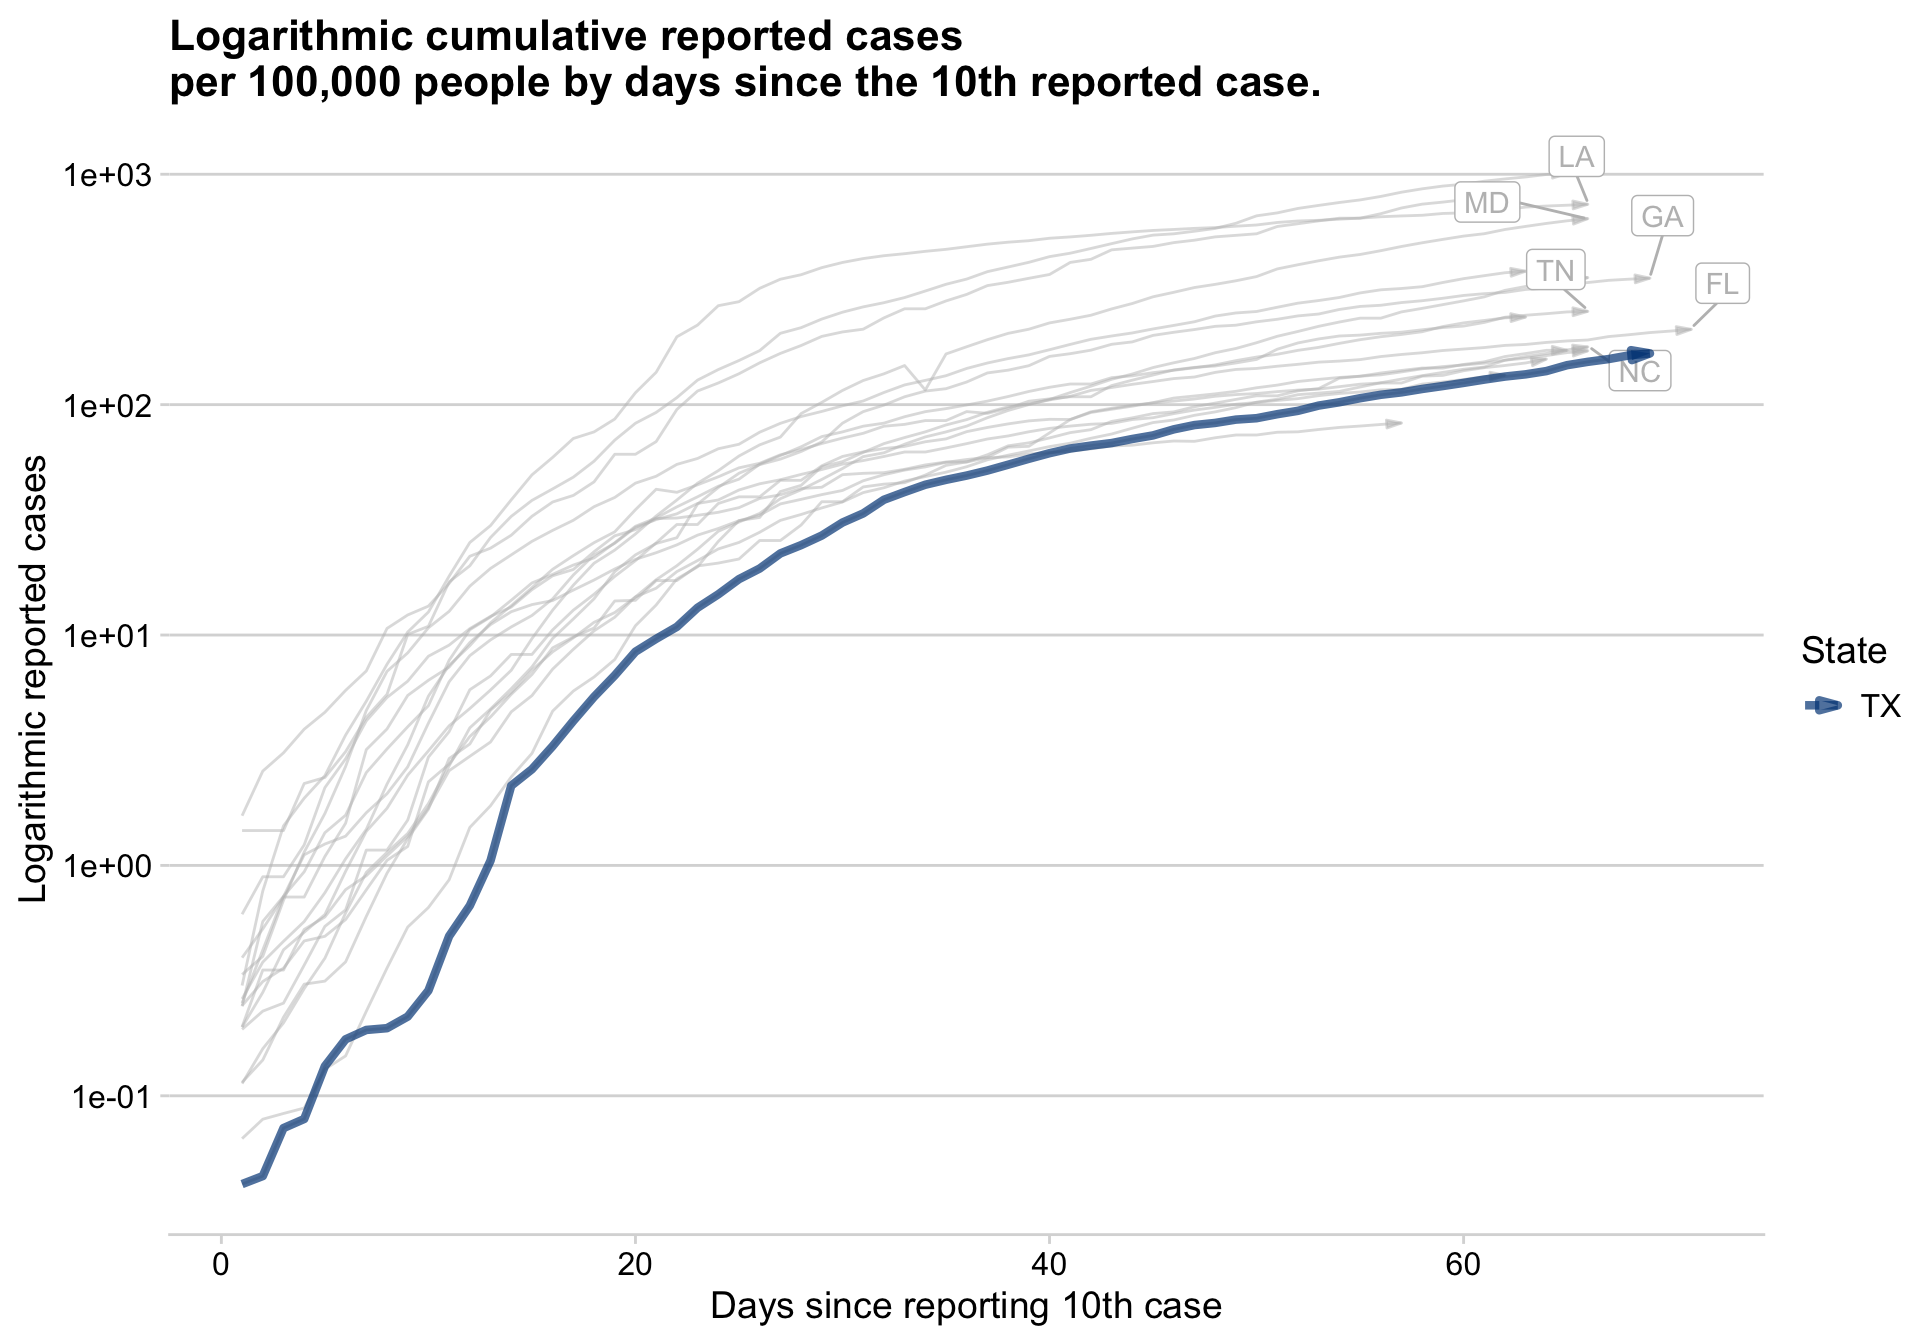 Logarithmic cumulative reported cases
per 100,000 people by days since the 10th reported case.
1e+03
1e+02
1e+01
1e+00
1e-01
Logarithmic reported cases
LA
MD
GA
TN
FL
NC
State
TX
0
20
40
60
Days since reporting 10th case